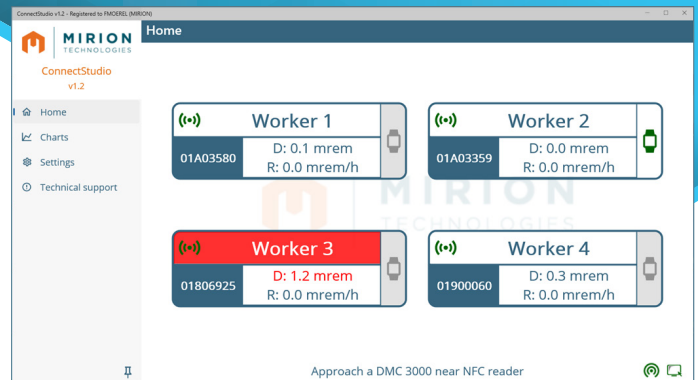 ConnectStudio v1.2 - Registered to FMOEREL (MIRION)
MIRION
TECHNOLOGIES
ConnectStudio
v1.2
Home
Charts
Settings
Technical support
Home
Worker 1
01A03580
D: 0.1 mrem
R: 0.0 mrem/h
Worker 2
01A03359
D: 0.0 mrem
R: 0.0 mrem/h
MIRION
TECHNOLOGIES
Worker 3
01806925
D: 1.2 mrem
R: 0.0 mrem/h
Worker 4
01900060
D: 0.3 mrem
R: 0.0 mrem/h
Approach a DMC 3000 near NFC reader